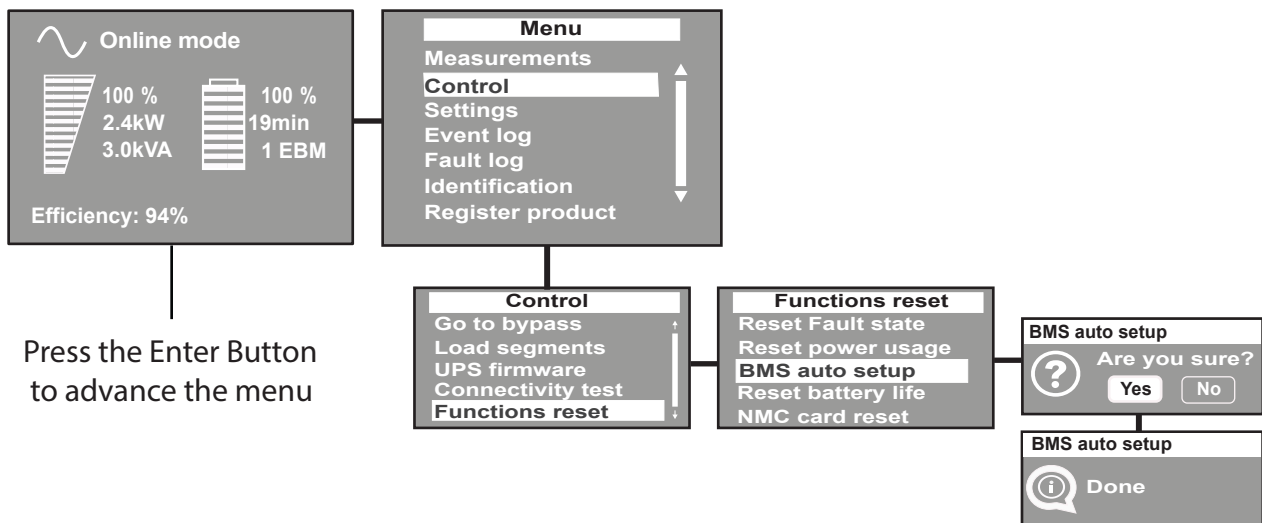 Online mode
100 %
2.4kW
3.0kVA
100 %
19min
1 EBM
Efficiency: 94%
Press the Enter Button
to advance the menu
Menu
Measurements
Control
Settings
Event log
Fault log
Identification
Register product
Control
Go to bypass
Load segments
UPS firmware
Connectivity test
Functions reset
Functions reset
Reset Fault state
Reset power usage
BMS auto setup
Reset battery life
NMC card reset
BMS auto setup
?
Are you sure?
Yes No
BMS auto setup
i
Done